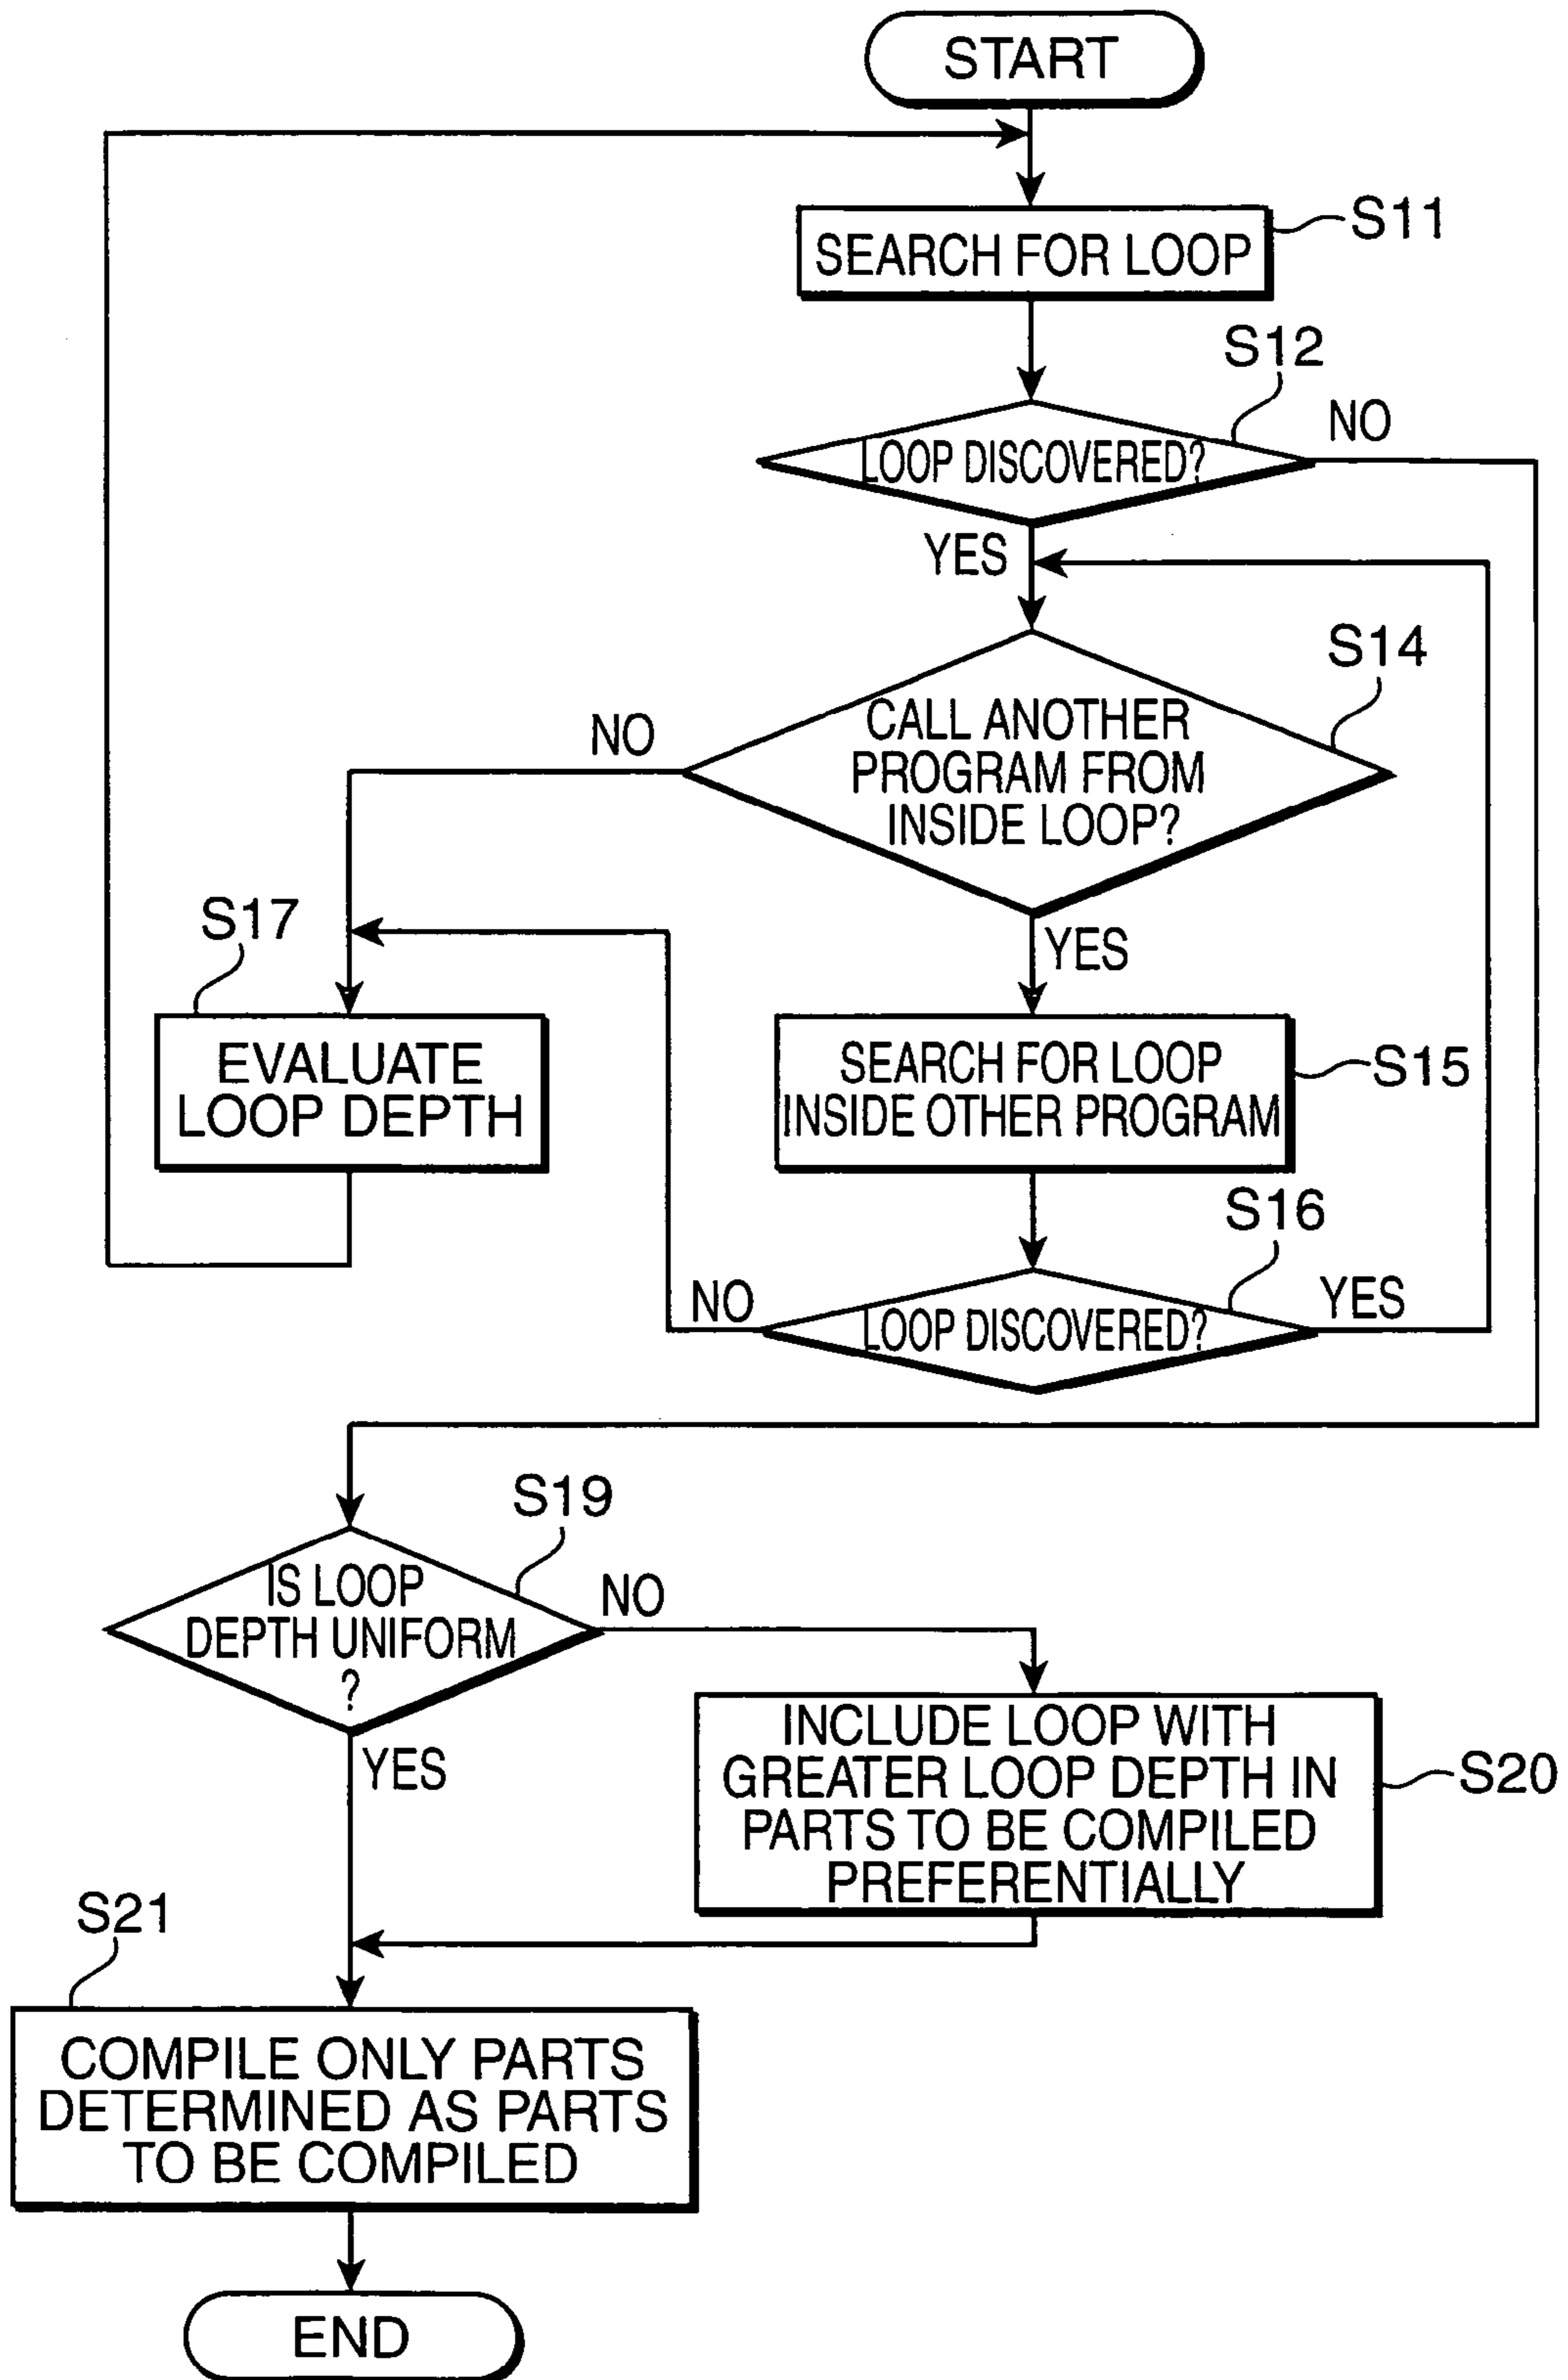 START
SEARCH FOR LOOP
S11
S12
LOOP DISCOVERED?
NO
YES
S14
CALL ANOTHER
PROGRAM FROM
INSIDE LOOP?
NO
YES
S17
EVALUATE
LOOP DEPTH
SEARCH FOR LOOP
INSIDE OTHER PROGRAM
S15
S16
LOOP DISCOVERED?
NO
YES
S19
IS LOOP
DEPTH UNIFORM
?
NO
YES
INCLUDE LOOP WITH
GREATER LOOP DEPTH IN
PARTS TO BE COMPILED
PREFERENTIALLY
S20
S21
COMPILE ONLY PARTS
DETERMINED AS PARTS
TO BE COMPILED
END